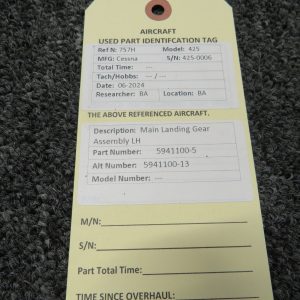 AIRCRAFT
USED PART IDENTIFCATION TAG
Ref N: 757H Model: 425
MFG: Cessna S/N: 425-0006
Total Time: ---
Tach/Hobbs: --- / ---
Date: 06-2024
Researcher: BA Location: BA
THE ABOVE REFERENCED AIRCRAFT.
Description: Main Landing Gear
Assembly LH
Part Number: 5941100-5
Alt Number: 5941100-13
Model Number: ---
M/N:
S/N:
Part Total Time:
TIME SINCE OVERHAUL: